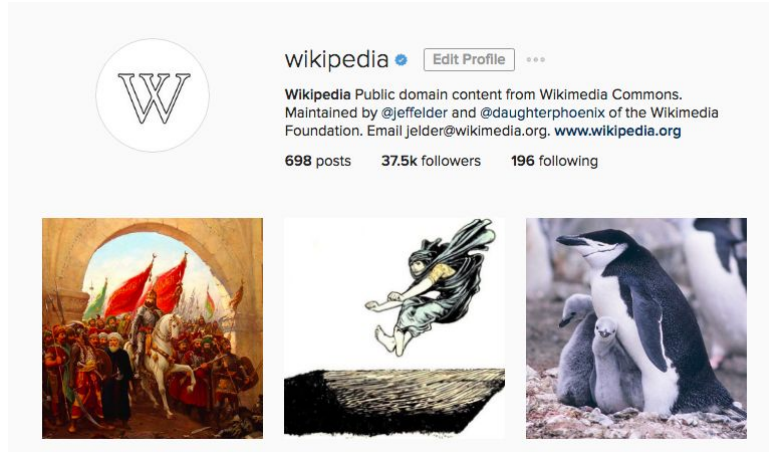 W
wikipedia Edit Profile
Wikipedia Public domain content from Wikimedia Commons.
Maintained by @jeffelder and @daughterphoenix of the Wikimedia
Foundation. Email jelder@wikimedia.org. www.wikipedia.org
698 posts 37.5k followers 196 following